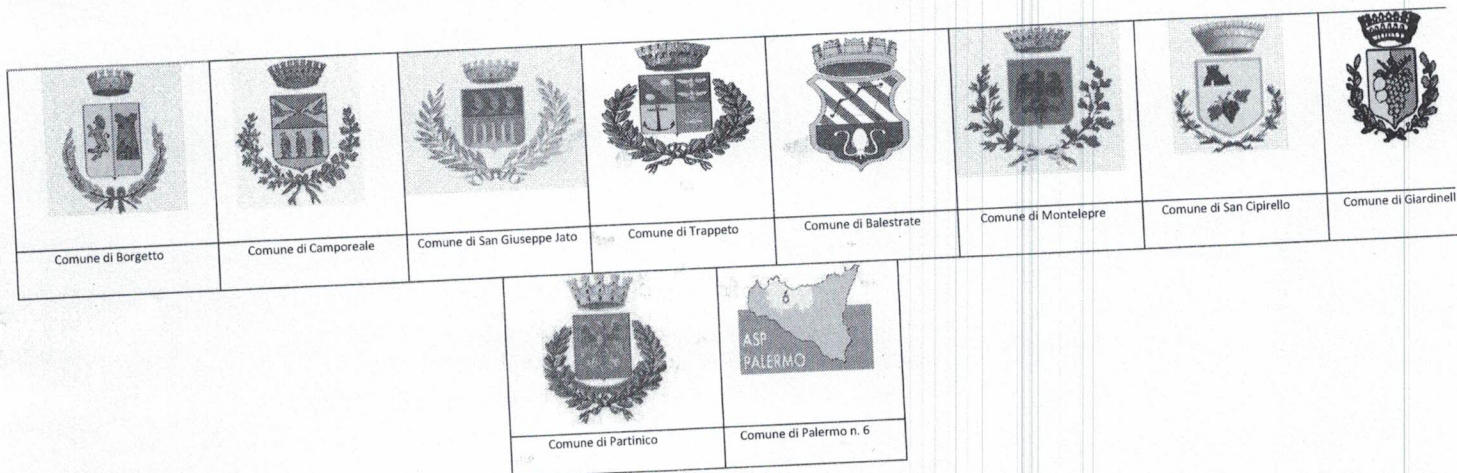 Comune di Borgetto
Comune di Camporeale
Comune di San Giuseppe Jato
Comune di Trappeto
Comune di Balestrate
Comune di Montelepre
Comune di San Cipirello
Comune di Giardinell
6
ASP
PALERMO
Comune di Partinico
Comune di Palermo n. 6